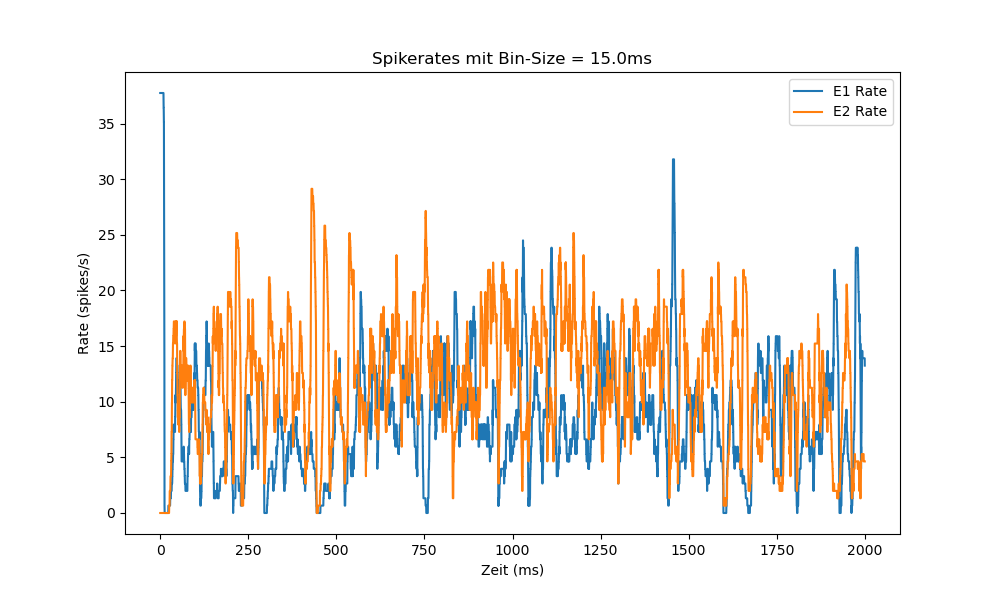 Spikerates mit Bin-Size = 15.0ms
E1 Rate
E2 Rate
Rate (spikes/s)
35
30
25
20
15
10
5
0
0 250 500 750 1000 1250 1500 1750 2000
Zeit (ms)